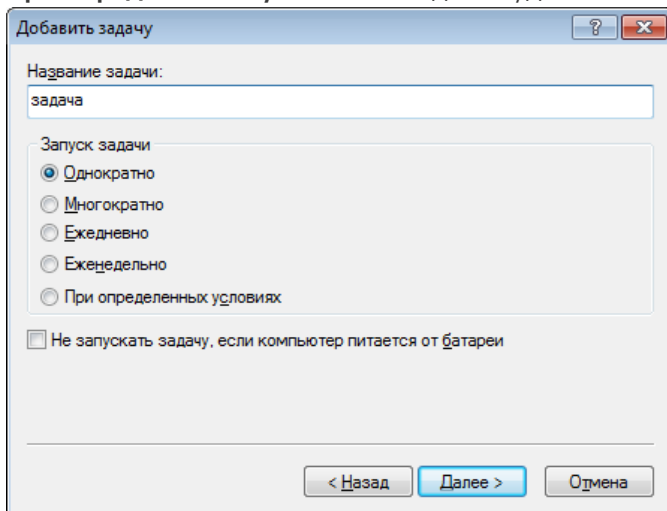 Добавить задачу
Название задачи:
задача
Запуск задачи
Однократно
Многократно
Ежедневно
Еженедельно
При определенных условиях
Не запускать задачу, если компьютер питается от батареи
< Назад
Далее >
Отмена